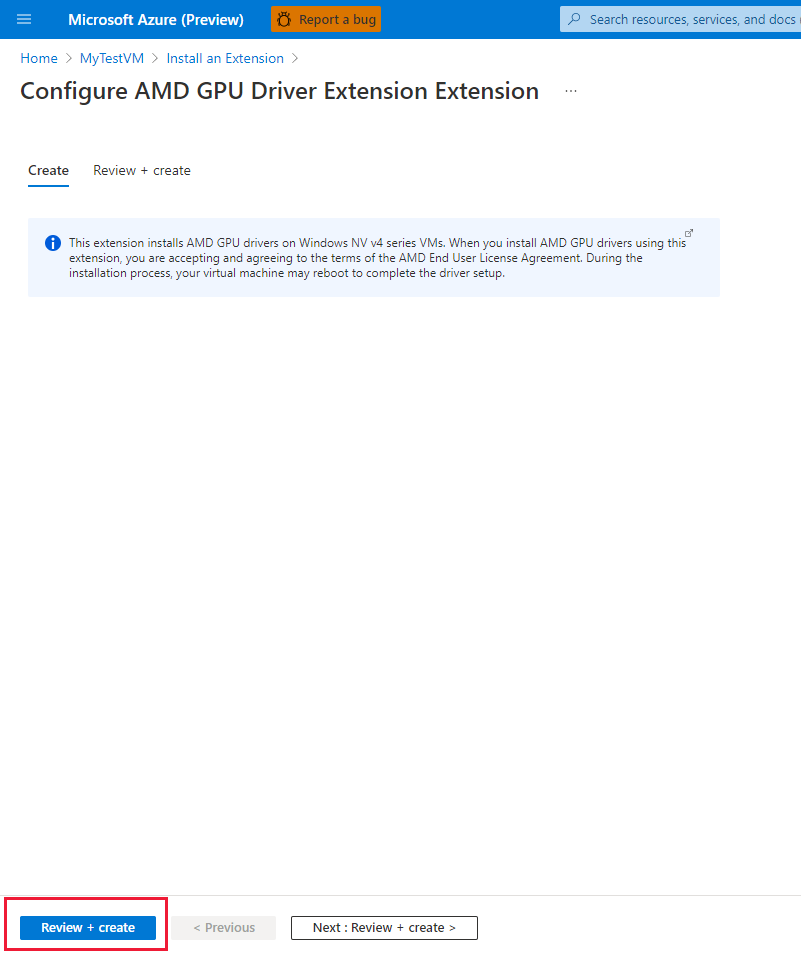 Microsoft Azure (Preview)
Report a bug
Search resources, services, and docs (
Home > MyTestVM > Install an Extension >
Configure AMD GPU Driver Extension Extension ...
Create
Review + create
This extension installs AMD GPU drivers on Windows NV v4 series VMs. When you install AMD GPU drivers using this
extension, you are accepting and agreeing to the terms of the AMD End User License Agreement. During the
installation process, your virtual machine may reboot to complete the driver setup.
Review + create
< Previous
Next : Review + create >